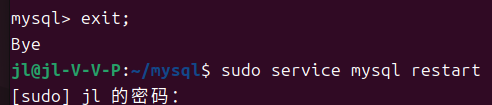 mysql> exit;
Bye
jl@jl-V-V-P:~/mysql$ sudo service mysql restart
[sudo] jl 的密码：